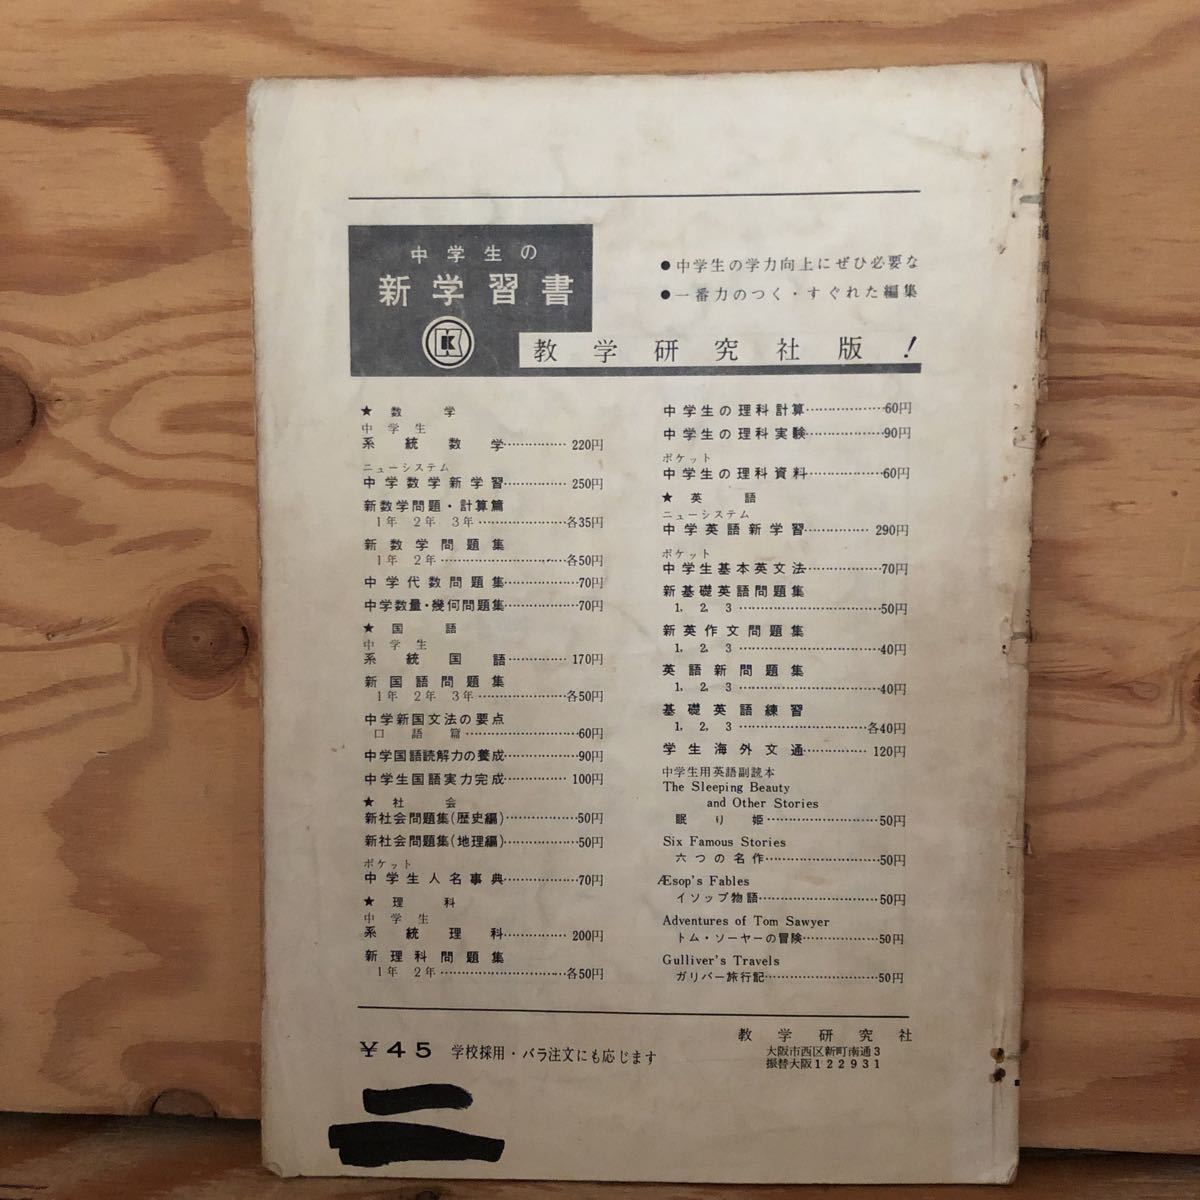 中学生の
新学習書
K
●中学生の学力向上にぜひ必要な
●一番力のつく・すぐれた編集
教学研究社版!
★数学
中学生
系統数学…………220円
ニューシステム
中学数学新学習…………250円
新数学問題・計算篇
1年 2年 3年…………各35円
新数学問題集
1年 2年…………各50円
中学代数問題集…………70円
中学数量・幾何問題集…………70円
★国語
中学生
系統国語…………170円
新国語問題集
1年 2年 3年…………各50円
中学新国文法の要点
口語篇…………60円
中学国語読解力の養成…………90円
中学生国語実力完成…………100円
★社会
新社会問題集(歴史編)…………50円
新社会問題集(地理編)…………50円
ポケット
中学生人名事典…………70円
★理科
中学生
系統理科…………200円
新理科問題集
1年 2年…………各50円
中学生の理科計算…………60円
中学生の理科実験…………90円
ポケット
中学生の理科資料…………60円
★英語
ニューシステム
中学英語新学習…………290円
ポケット
中学生基本英文法…………70円
新基礎英語問題集
1, 2, 3…………50円
新英作文問題集
1, 2, 3…………40円
英語新問題集
1, 2, 3…………40円
基礎英語練習
1, 2, 3…………各40円
学生海外文通…………120円
中学生用英語副読本
The Sleeping Beauty
and Other Stories
眠り姫…………50円
Six Famous Stories
六つの名作…………50円
Æsop's Fables
イソップ物語…………50円
Adventures of Tom Sawyer
トム・ソーヤーの冒険…………50円
Gulliver's Travels
ガリバー旅行記…………50円
¥45 学校採用・バラ注文にも応じます
教学研究社
大阪市西区新町南通3
振替大阪122931